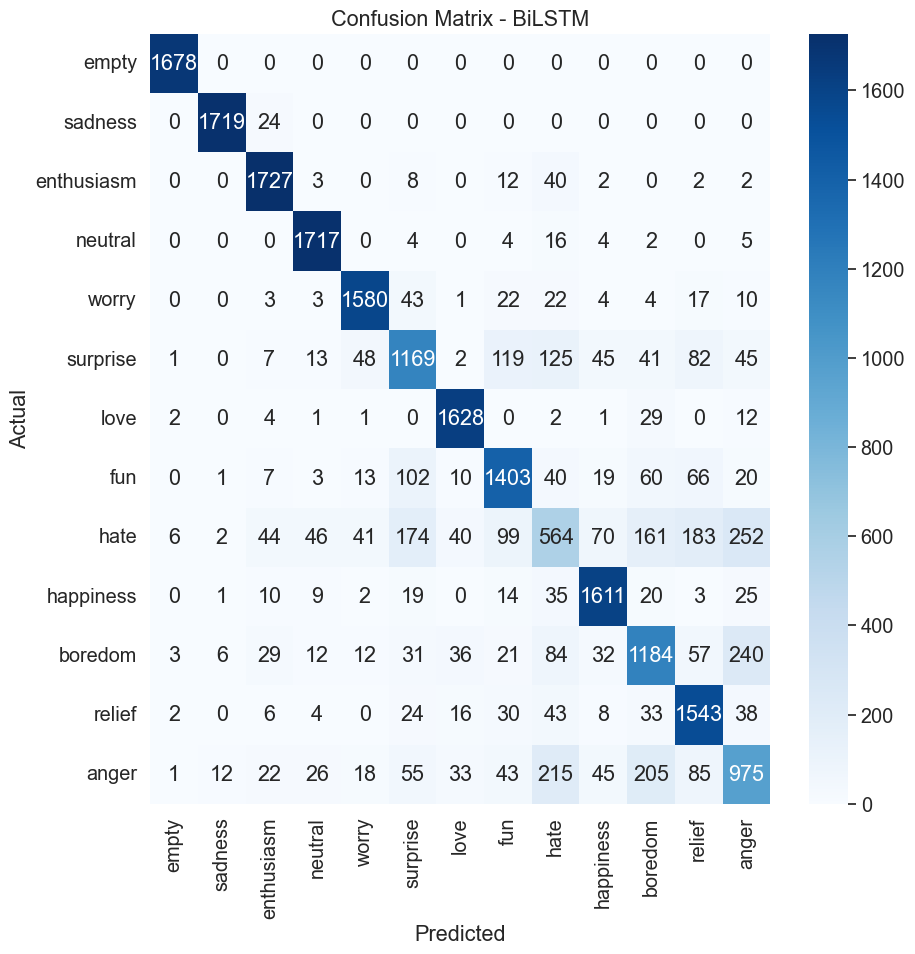 Confusion Matrix - BiLSTM
empty 1678 0 0 0 0 0 0 0 0 0 0 0 0
sadness 0 1719 24 0 0 0 0 0 0 0 0 0 0
enthusiasm 0 0 1727 3 0 8 0 12 40 2 0 2 2
neutral 0 0 0 1717 0 4 0 4 16 4 2 0 5
worry 0 0 3 3 1580 43 1 22 22 4 4 17 10
surprise 1 0 7 13 48 1169 2 119 125 45 41 82 45
love 2 0 4 1 1 0 1628 0 2 1 29 0 12
fun 0 1 7 3 13 102 10 1403 40 19 60 66 20
hate 6 2 44 46 41 174 40 99 564 70 161 183 252
happiness 0 1 10 9 2 19 0 14 35 1611 20 3 25
boredom 3 6 29 12 12 31 36 21 84 32 1184 57 240
relief 2 0 6 4 0 24 16 30 43 8 33 1543 38
anger 1 12 22 26 18 55 33 43 215 45 205 85 975
empty sadness enthusiasm neutral worry surprise love fun hate happiness boredom relief anger
Predicted
Actual
1600
1400
1200
1000
800
600
400
200
0